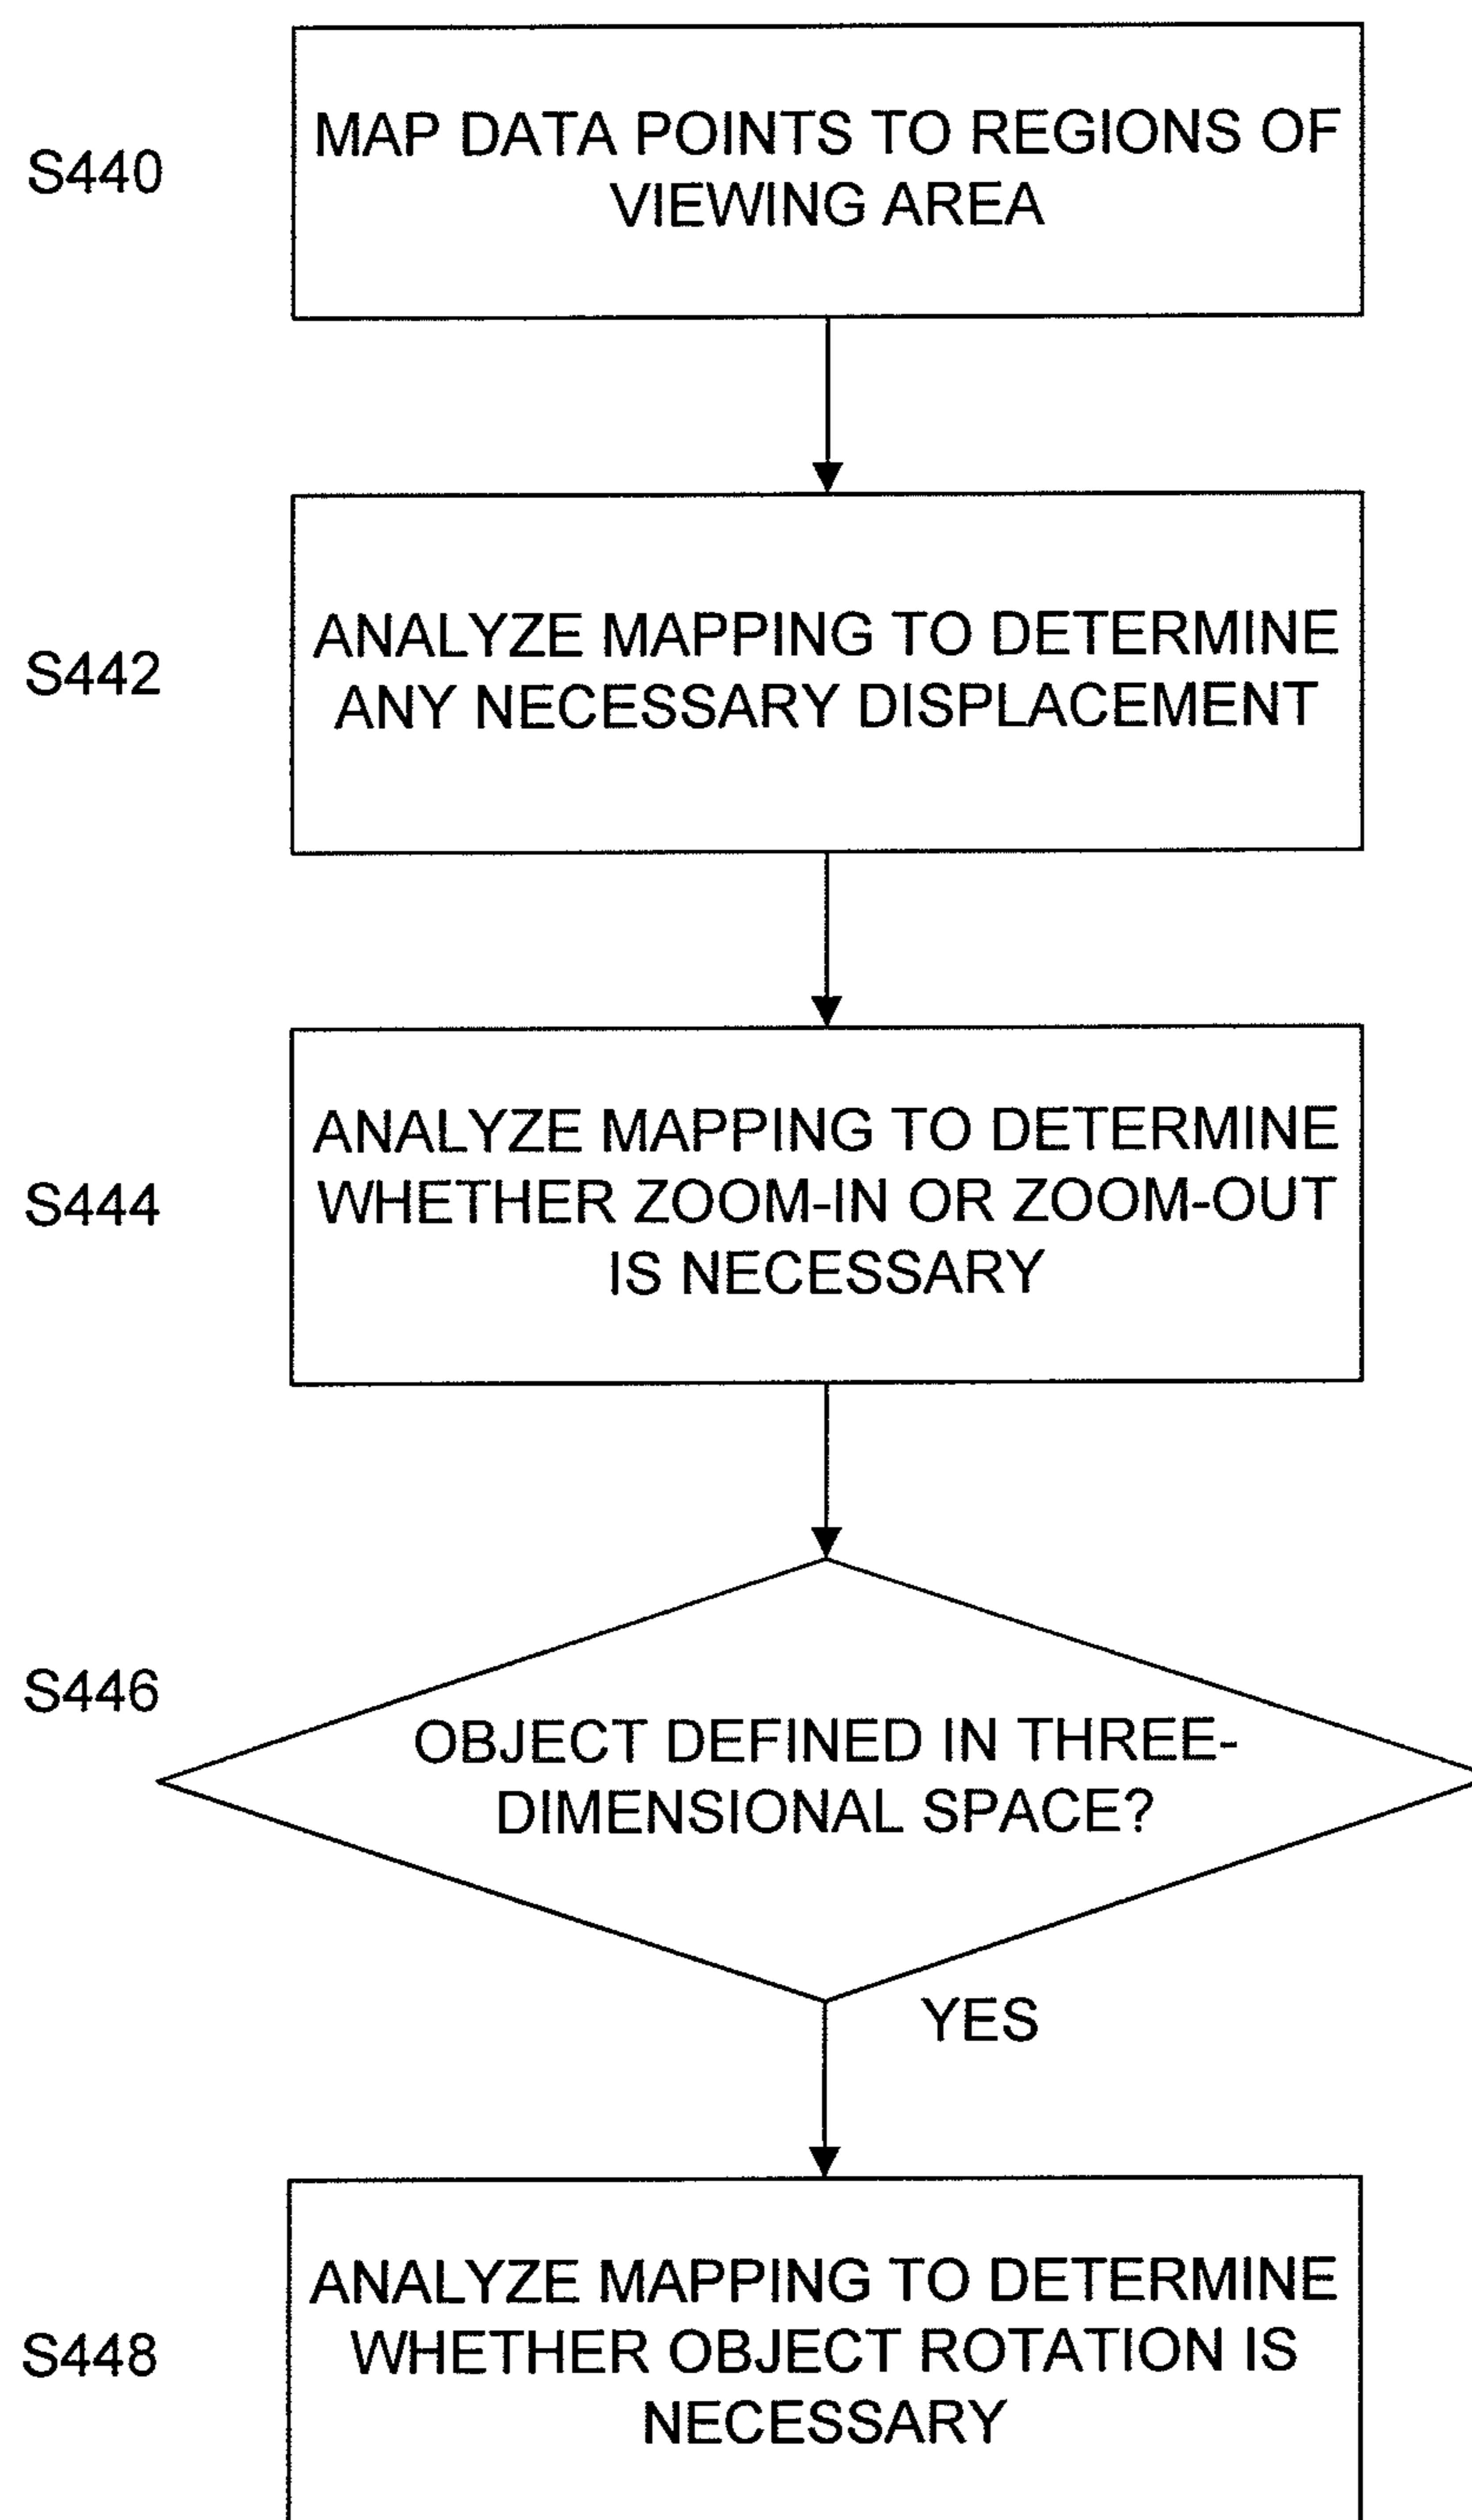 S440
MAP DATA POINTS TO REGIONS OF
VIEWING AREA
S442
ANALYZE MAPPING TO DETERMINE
ANY NECESSARY DISPLACEMENT
S444
ANALYZE MAPPING TO DETERMINE
WHETHER ZOOM-IN OR ZOOM-OUT
IS NECESSARY
S446
OBJECT DEFINED IN THREE-
DIMENSIONAL SPACE?
YES
S448
ANALYZE MAPPING TO DETERMINE
WHETHER OBJECT ROTATION IS
NECESSARY